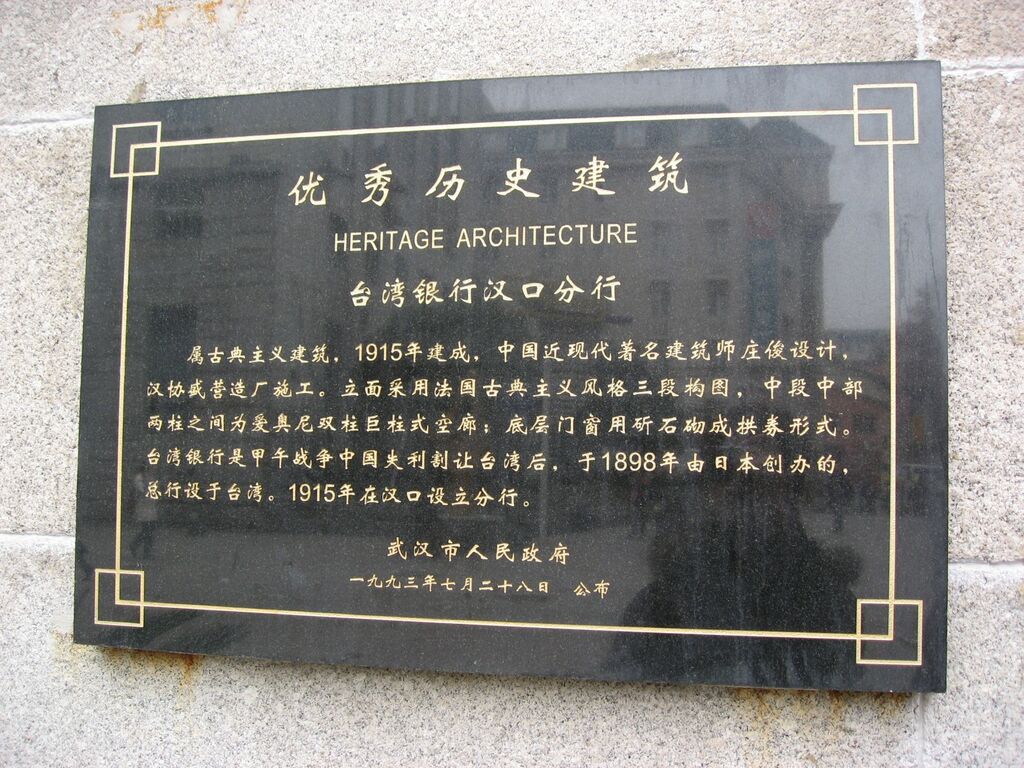 优秀历史建筑
HERITAGE ARCHITECTURE
台湾银行汉口分行
属古典主义建筑，1915年建成，中国近现代著名建筑师庄俊设计，
汉协盛营造厂施工。立面采用法国古典主义风格三段构图，中段中部
两柱之间为爱奥尼双柱巨柱式空廊；底层门窗用斫石砌成拱券形式。
台湾银行是甲午战争中国失利割让台湾后，于1898年由日本创办的，
总行设于台湾。1915年在汉口设立分行。
武汉市人民政府
一九九三年七月二十八日 公布